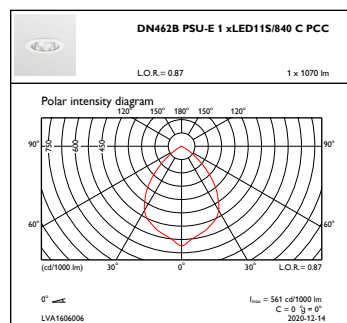 DN462B PSU-E 1 xLED11S/840 C PCC
L.O.R.= 0.87 1 x 1070 lm
Polar intensity diagram
120° 150° 180° 150° 120°
90° 750 600 450 90°
60° 60°
(cd/1000 lm) 30° 0° 30° L.O.R.= 0.87
0° Imax = 561 cd/1000 lm
C = 0 °g = 0°
LVA1606006 2020-12-14